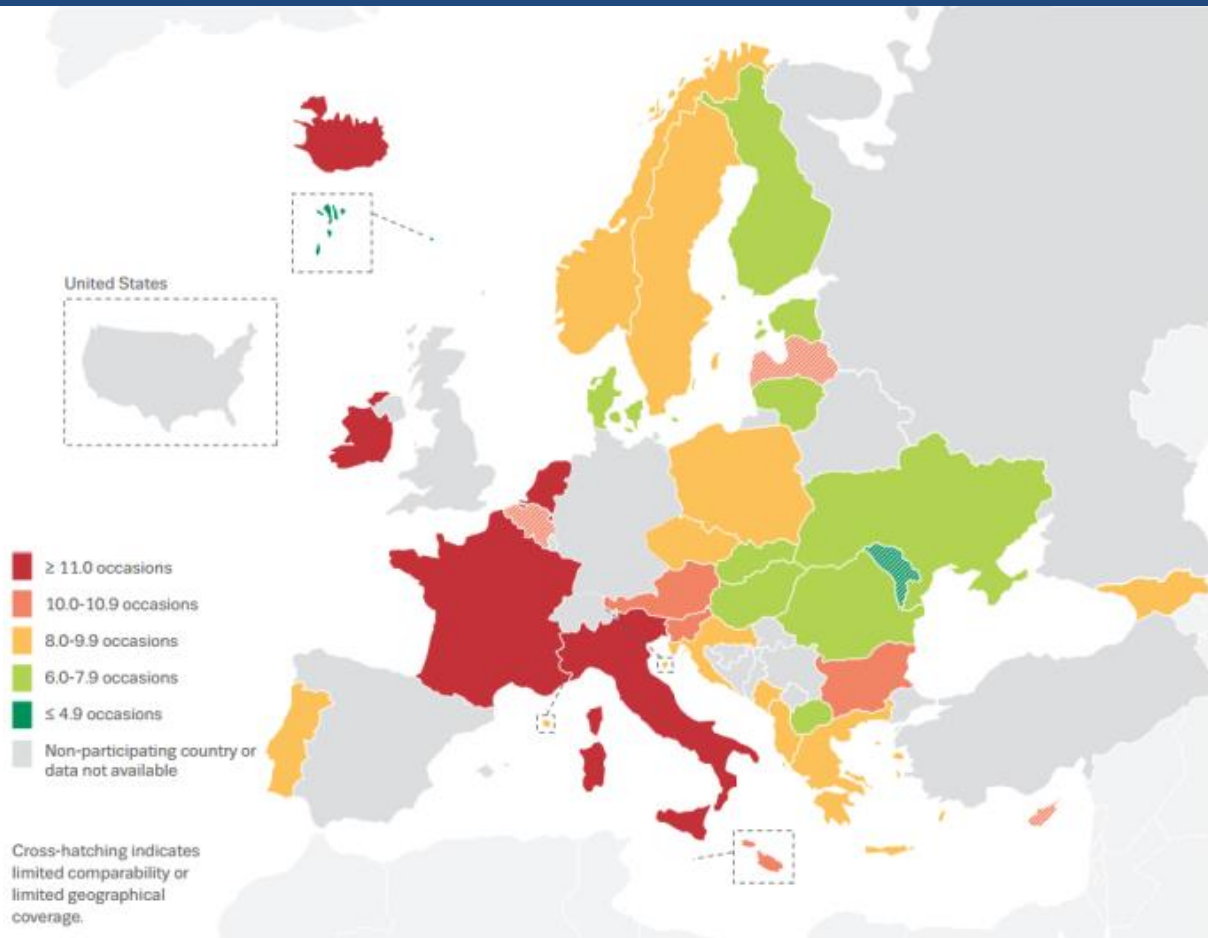 United States
≥ 11.0 occasions
10.0-10.9 occasions
8.0-9.9 occasions
6.0-7.9 occasions
≤ 4.9 occasions
Non-participating country or
data not available
Cross-hatching indicates
limited comparability or
limited geographical
coverage.